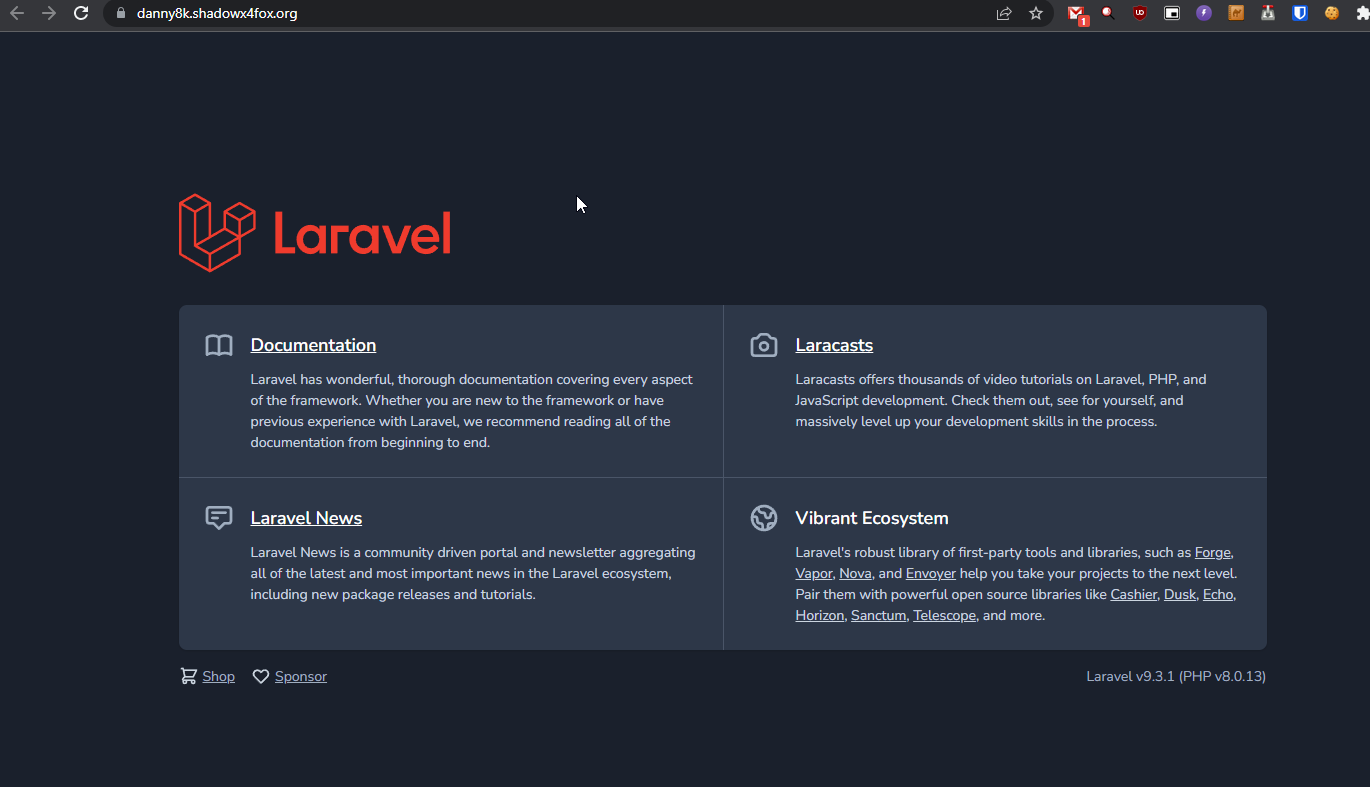 danny8k.shadowx4fox.org
1
UO
Laravel
Documentation
Laravel has wonderful, thorough documentation covering every aspect
of the framework. Whether you are new to the framework or have
previous experience with Laravel, we recommend reading all of the
documentation from beginning to end.
Laracasts
Laracasts offers thousands of video tutorials on Laravel, PHP, and
JavaScript development. Check them out, see for yourself, and
massively level up your development skills in the process.
Laravel News
Laravel News is a community driven portal and newsletter aggregating
all of the latest and most important news in the Laravel ecosystem,
including new package releases and tutorials.
Vibrant Ecosystem
Laravel's robust library of first-party tools and libraries, such as Forge,
Vapor, Nova, and Envoyer help you take your projects to the next level.
Pair them with powerful open source libraries like Cashier, Dusk, Echo,
Horizon, Sanctum, Telescope, and more.
Shop Sponsor
Laravel v9.3.1 (PHP v8.0.13)